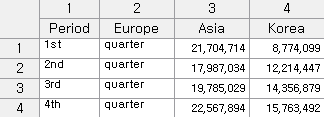 1 2 3 4
Period Europe Asia Korea
1 1st quarter 21,704,714 8,774,099
2 2nd quarter 17,987,034 12,214,447
3 3rd quarter 19,785,029 14,356,879
4 4th quarter 22,567,894 15,763,492